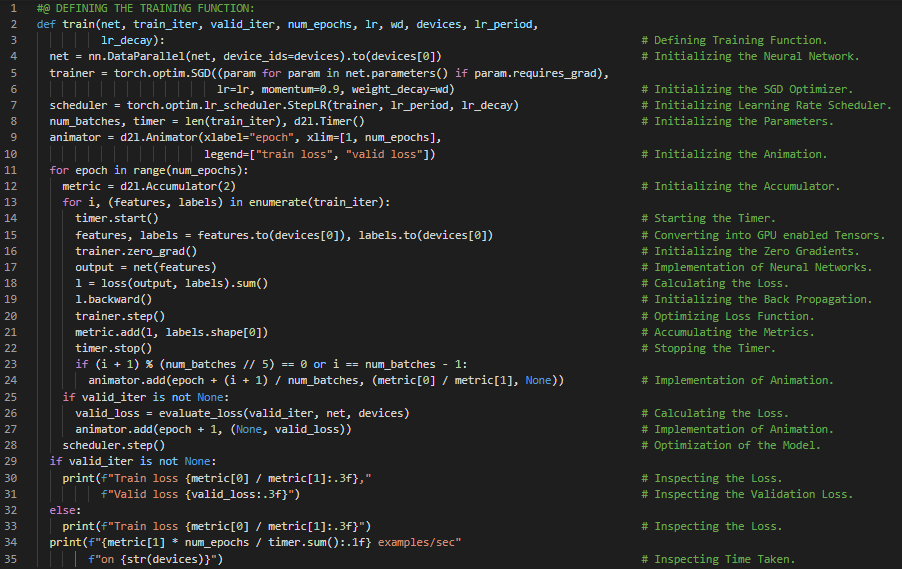 1 #@ DEFINING THE TRAINING FUNCTION:
2 def train(net, train_iter, valid_iter, num_epochs, lr, wd, devices, lr_period,
3 lr_decay): # Defining Training Function.
4 net = nn.DataParallel(net, device_ids=devices).to(devices[0]) # Initializing the Neural Network.
5 trainer = torch.optim.SGD((param for param in net.parameters() if param.requires_grad),
6 lr=lr, momentum=0.9, weight_decay=wd) # Initializing the SGD Optimizer.
7 scheduler = torch.optim.lr_scheduler.StepLR(trainer, lr_period, lr_decay) # Initializing Learning Rate Scheduler.
8 num_batches, timer = len(train_iter), d2l.Timer() # Initializing the Parameters.
9 animator = d2l.Animator(xlabel="epoch", xlim=[1, num_epochs],
10 legend=["train loss", "valid loss"]) # Initializing the Animation.
11 for epoch in range(num_epochs):
12 metric = d2l.Accumulator(2) # Initializing the Accumulator.
13 for i, (features, labels) in enumerate(train_iter):
14 timer.start() # Starting the Timer.
15 features, labels = features.to(devices[0]), labels.to(devices[0]) # Converting into GPU enabled Tensors.
16 trainer.zero_grad() # Initializing the Zero Gradients.
17 output = net(features) # Implementation of Neural Networks.
18 l = loss(output, labels).sum() # Calculating the Loss.
19 l.backward() # Initializing the Back Propagation.
20 trainer.step() # Optimizing Loss Function.
21 metric.add(l, labels.shape[0]) # Accumulating the Metrics.
22 timer.stop() # Stopping the Timer.
23 if (i + 1) % (num_batches // 5) == 0 or i == num_batches - 1:
24 animator.add(epoch + (i + 1) / num_batches, (metric[0] / metric[1], None)) # Implementation of Animation.
25 if valid_iter is not None:
26 valid_loss = evaluate_loss(valid_iter, net, devices) # Calculating the Loss.
27 animator.add(epoch + 1, (None, valid_loss)) # Implementation of Animation.
28 scheduler.step() # Optimization of the Model.
29 if valid_iter is not None:
30 print(f"Train loss {metric[0] / metric[1]:.3f}," # Inspecting the Loss.
31 f"Valid loss {valid_loss:.3f}") # Inspecting the Validation Loss.
32 else:
33 print(f"Train loss {metric[0] / metric[1]:.3f}") # Inspecting the Loss.
34 print(f"{metric[1] * num_epochs / timer.sum():.1f} examples/sec"
35 f"on {str(devices)}") # Inspecting Time Taken.